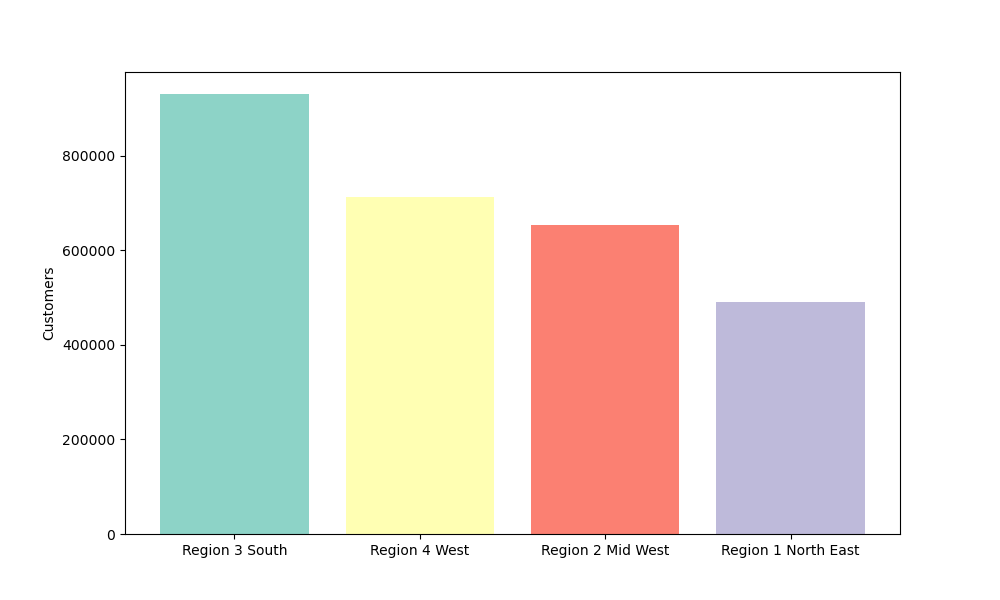 Customers
800000
600000
400000
200000
0
Region 3 South
Region 4 West
Region 2 Mid West
Region 1 North East